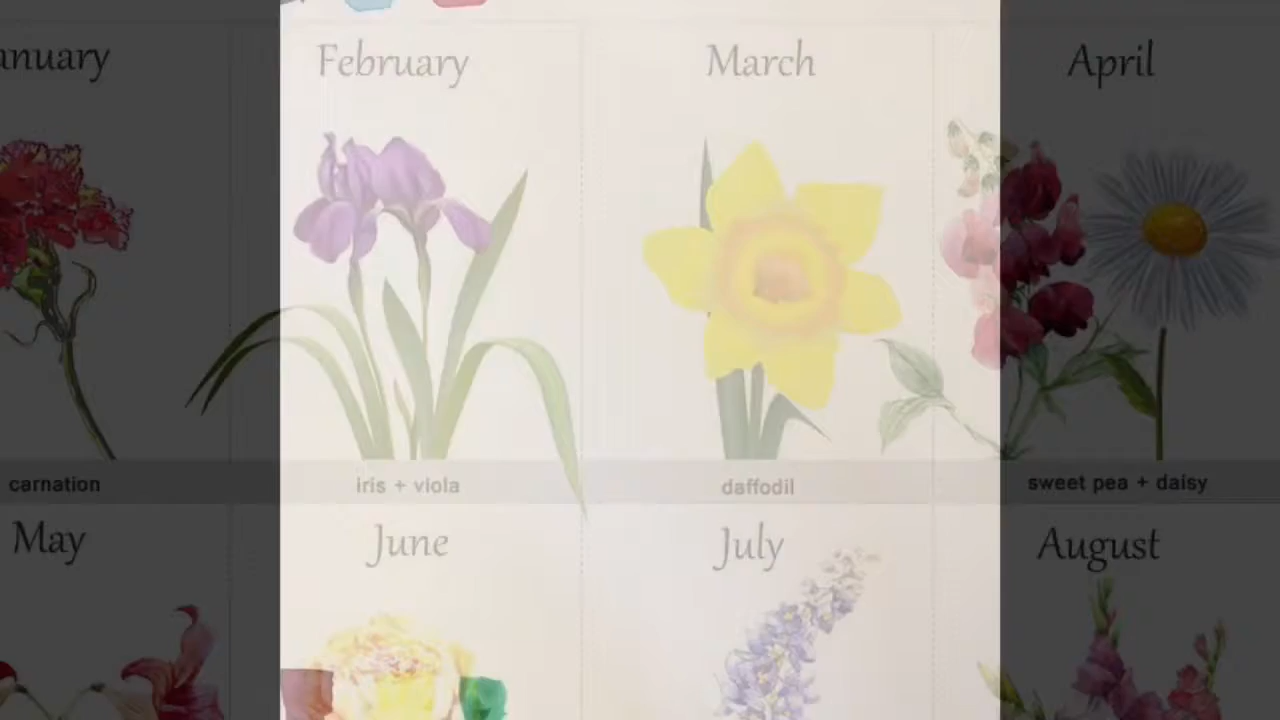 anuary February March April
carnation iris + viola daffodil sweet pea + daisy
May June July August